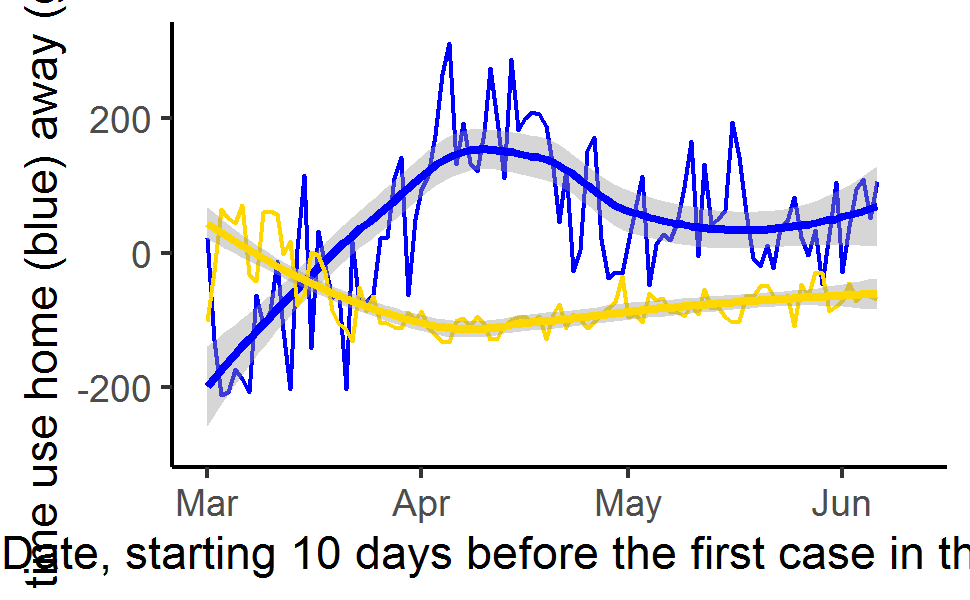 time use home (blue) away (
200
0
-200
Mar Apr May Jun
Date, starting 10 days before the first case in th